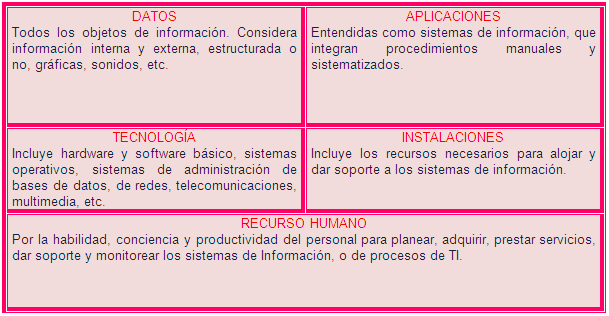 DATOS
Todos los objetos de información. Considera
información interna y externa, estructurada o
no, gráficas, sonidos, etc.
APLICACIONES
Entendidas como sistemas de información, que
integran procedimientos manuales y
sistematizados.
TECNOLOGÍA
Incluye hardware y software básico, sistemas
operativos, sistemas de administración de
bases de datos, de redes, telecomunicaciones,
multimedia, etc.
INSTALACIONES
Incluye los recursos necesarios para alojar y
dar soporte a los sistemas de información.
RECURSO HUMANO
Por la habilidad, conciencia y productividad del personal para planear, adquirir, prestar servicios,
dar soporte y monitorear los sistemas de Información, o de procesos de TI.